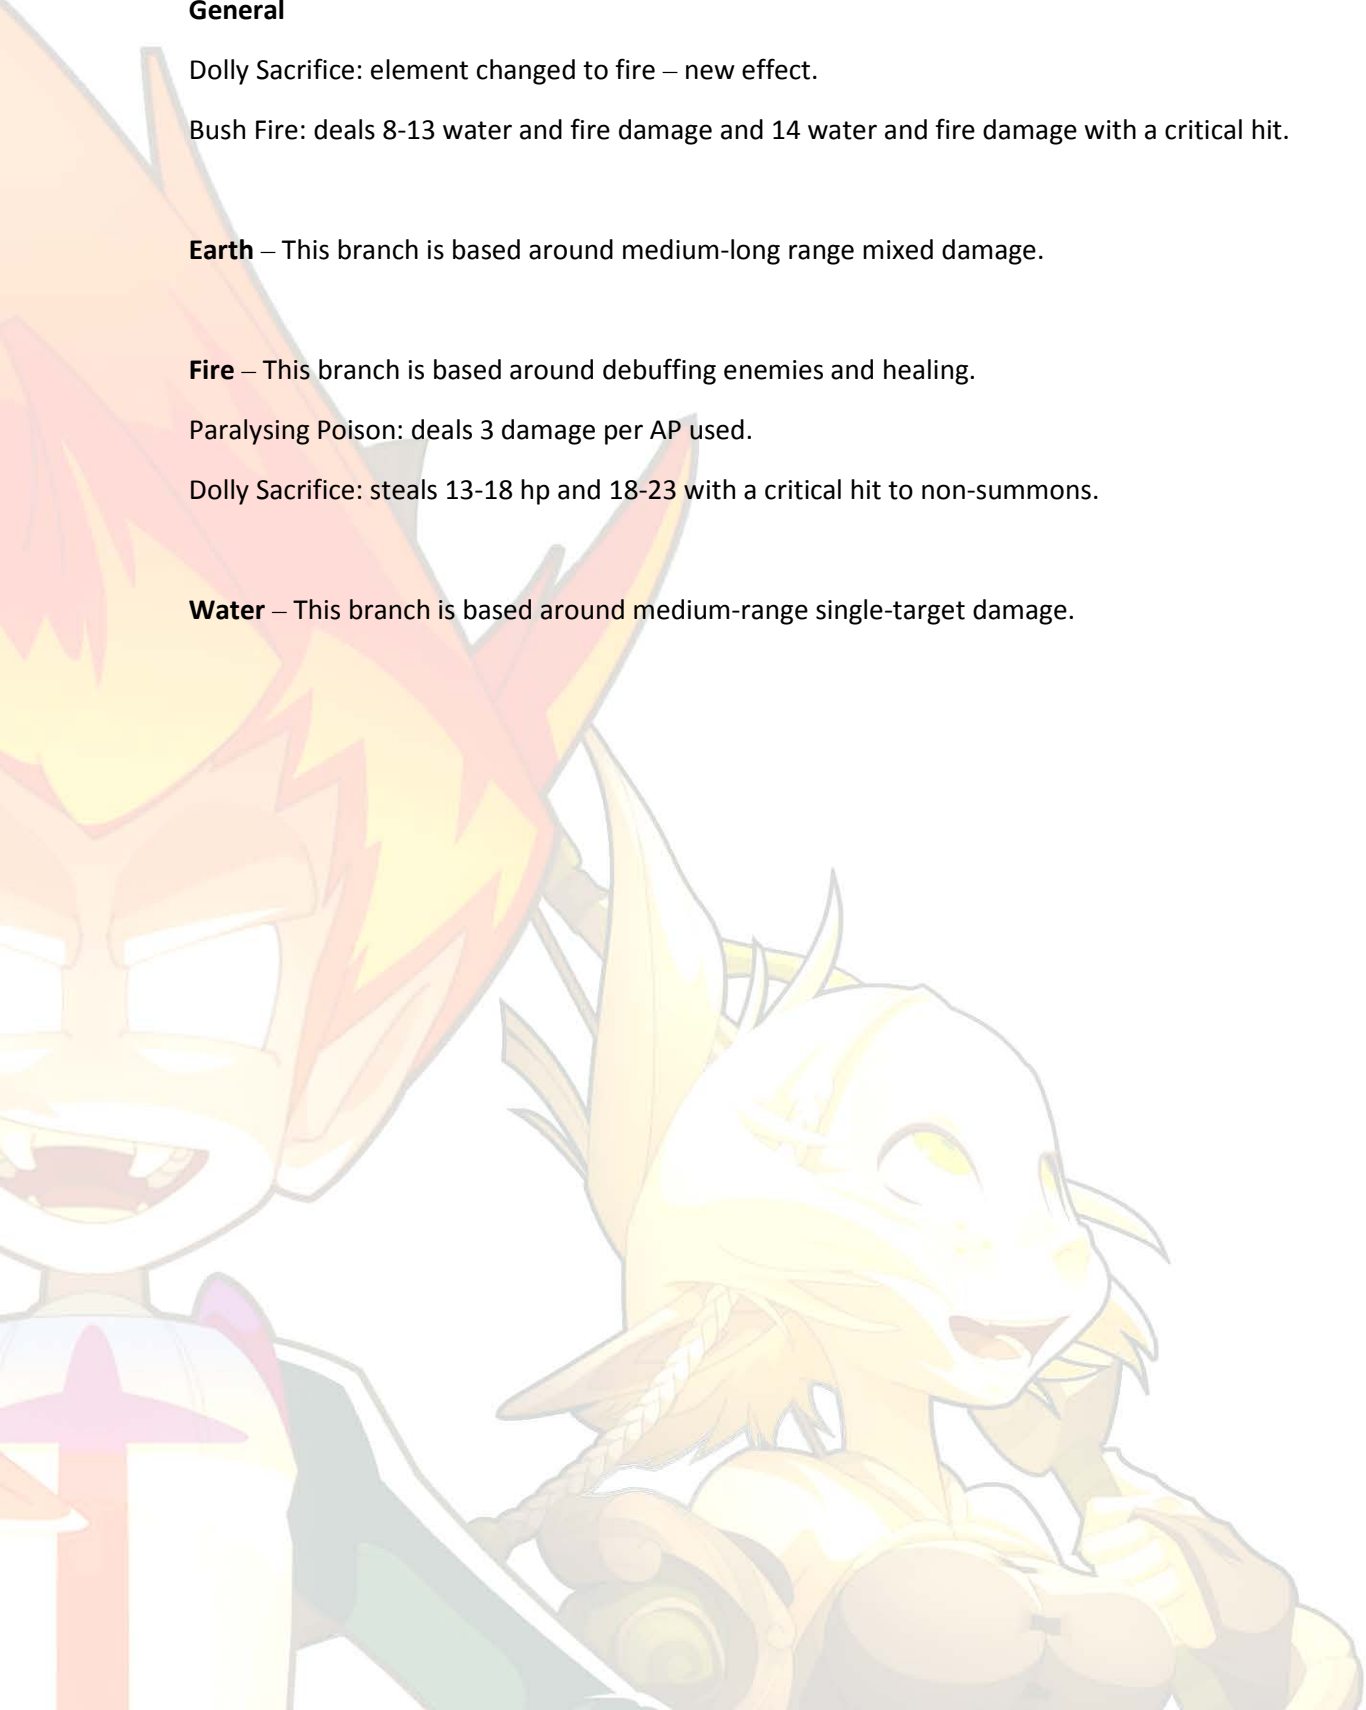 General
Dolly Sacrifice: element changed to fire – new effect.
Bush Fire: deals 8-13 water and fire damage and 14 water and fire damage with a critical hit.
Earth – This branch is based around medium-long range mixed damage.
Fire – This branch is based around debuffing enemies and healing.
Paralysing Poison: deals 3 damage per AP used.
Dolly Sacrifice: steals 13-18 hp and 18-23 with a critical hit to non-summons.
Water – This branch is based around medium-range single-target damage.